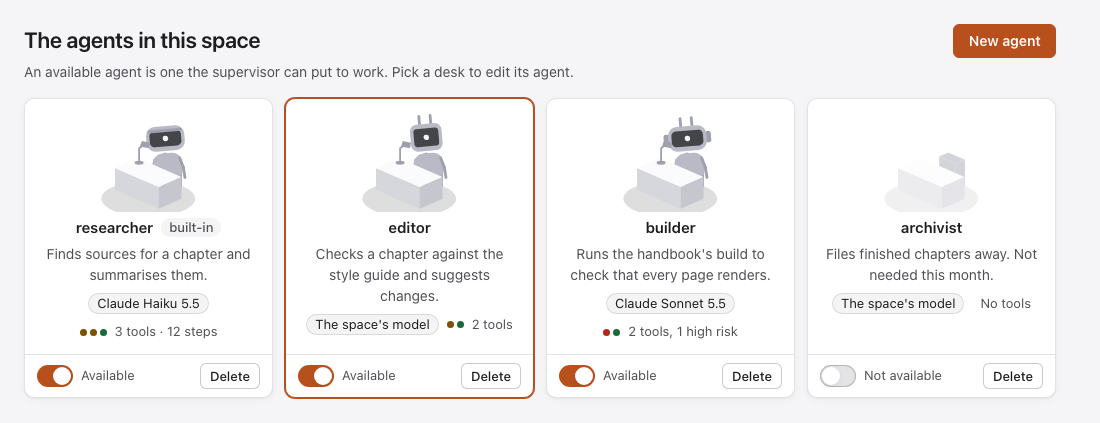 The agents in this space
New agent
An available agent is one the supervisor can put to work. Pick a desk to edit its agent.
researcher built-in
Finds sources for a chapter and
summarises them.
Claude Haiku 5.5
3 tools · 12 steps
Available
Delete
editor
Checks a chapter against the
style guide and suggests
changes.
The space's model
2 tools
Available
Delete
builder
Runs the handbook's build to
check that every page renders.
Claude Sonnet 5.5
2 tools, 1 high risk
Available
Delete
archivist
Files finished chapters away. Not
needed this month.
The space's model
No tools
Not available
Delete